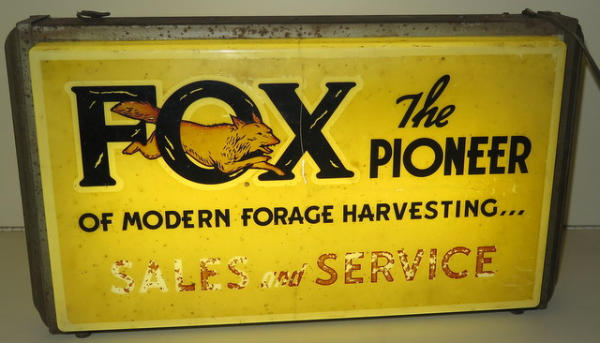 FOX The PIONEER
OF MODERN FORAGE HARVESTING...
SALES and SERVICE